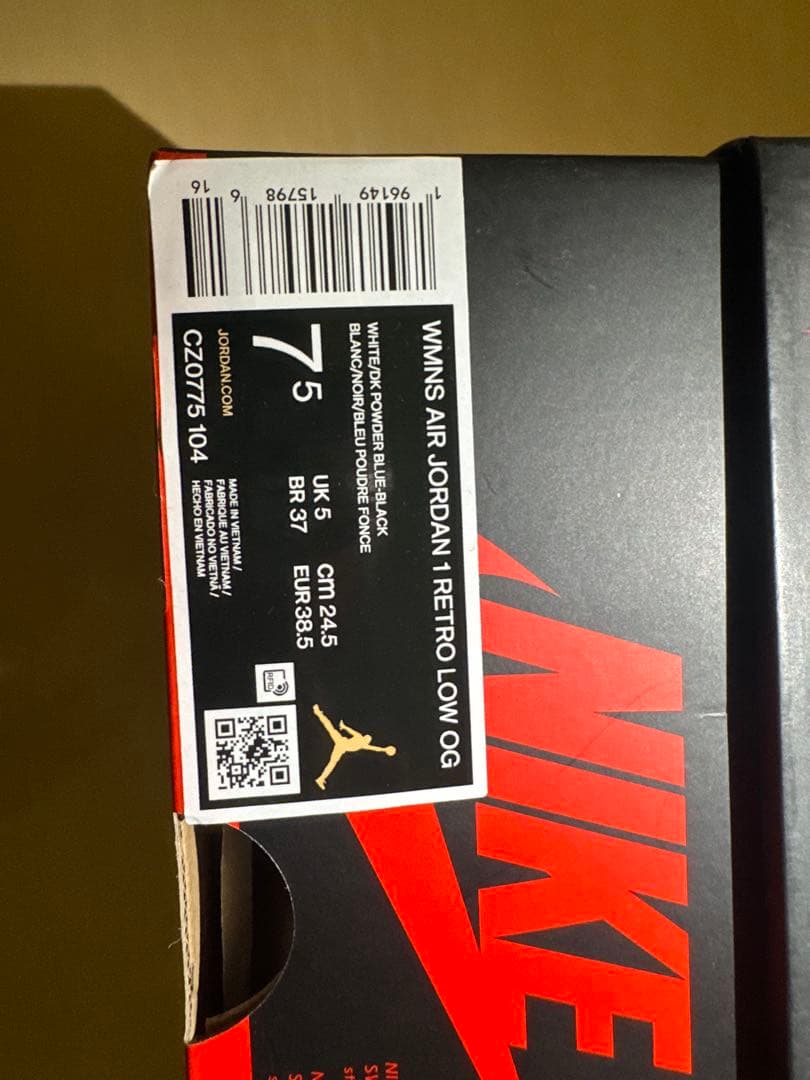 WMNS AIR JORDAN 1 RETRO LOW OG
WHITE/DK POWDER BLUE-BLACK
BLANC/NOIR/BLEU POUDRE FONCE
7 5
UK 5 cm 24.5
BR 37 EUR 38.5
JORDAN.COM
CZ0775 104
MADE IN VIETNAM /
FABRIQUE AU VIETNAM /
FABRICADO NO VIETNÃ /
HECHO EN VIETNAM
RFID
1 96149 15798 6 16
NIKE